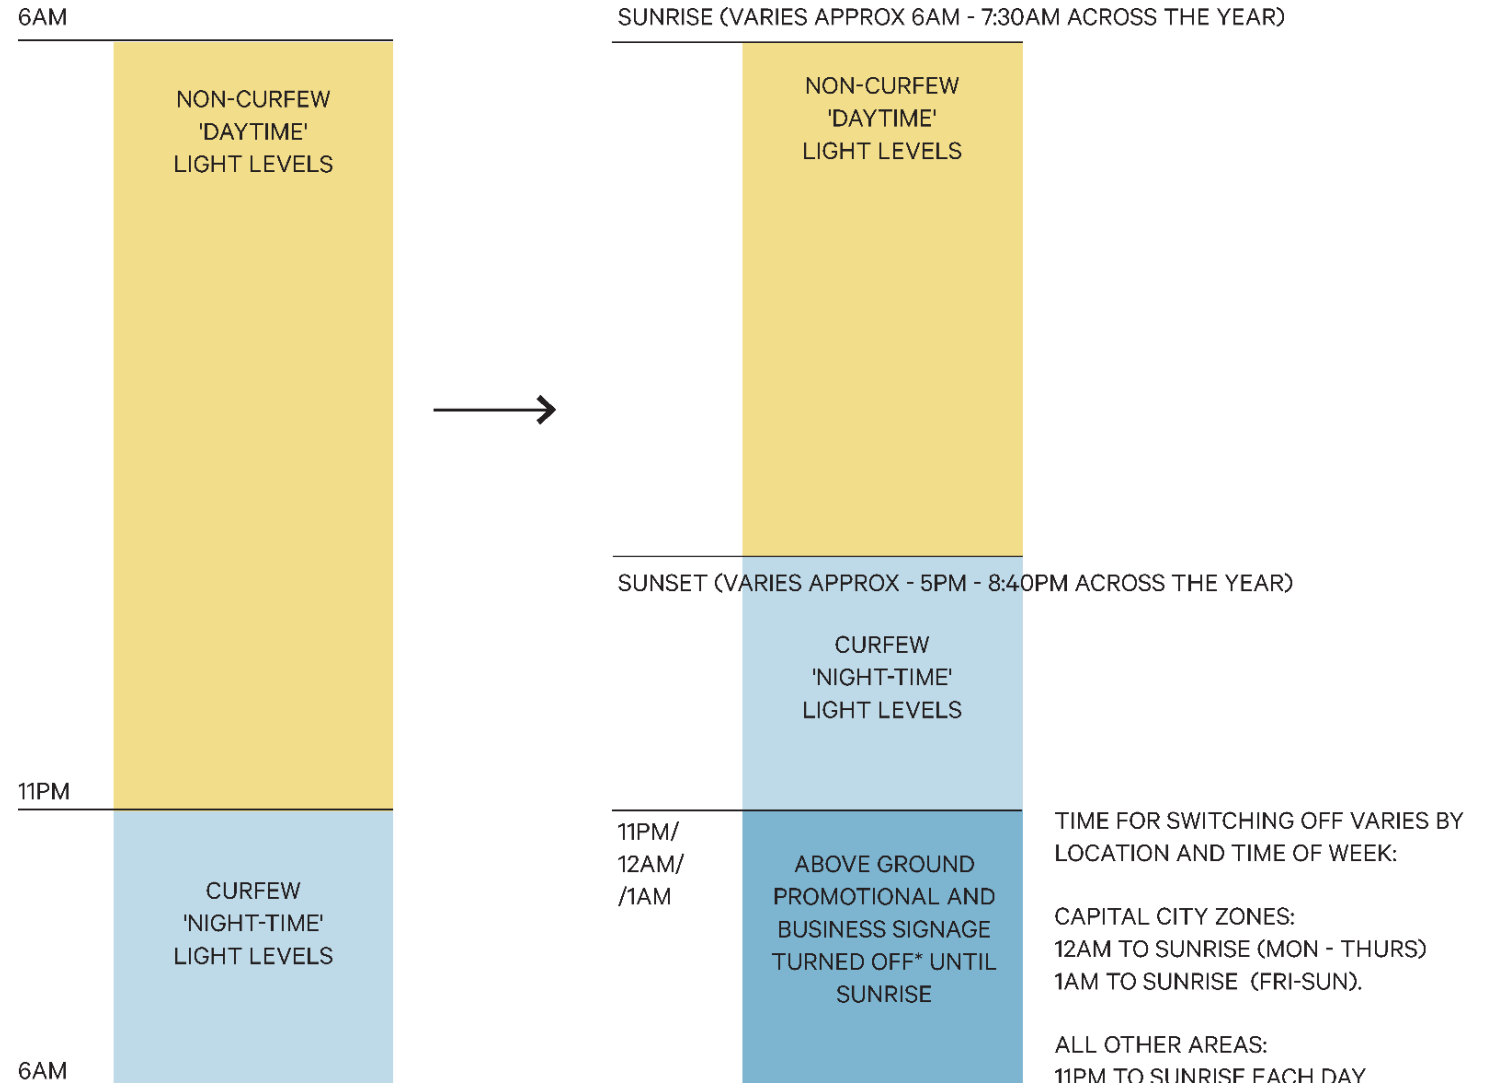 6AM
NON-CURFEW
'DAYTIME'
LIGHT LEVELS
11PM
CURFEW
'NIGHT-TIME'
LIGHT LEVELS
6AM
SUNRISE (VARIES APPROX 6AM - 7:30AM ACROSS THE YEAR)
NON-CURFEW
'DAYTIME'
LIGHT LEVELS
SUNSET (VARIES APPROX - 5PM - 8:40PM ACROSS THE YEAR)
CURFEW
'NIGHT-TIME'
LIGHT LEVELS
11PM/
12AM/
/1AM
ABOVE GROUND
PROMOTIONAL AND
BUSINESS SIGNAGE
TURNED OFF* UNTIL
SUNRISE
TIME FOR SWITCHING OFF VARIES BY
LOCATION AND TIME OF WEEK:
CAPITAL CITY ZONES:
12AM TO SUNRISE (MON - THURS)
1AM TO SUNRISE (FRI-SUN).
ALL OTHER AREAS:
11PM TO SUNRISE EACH DAY